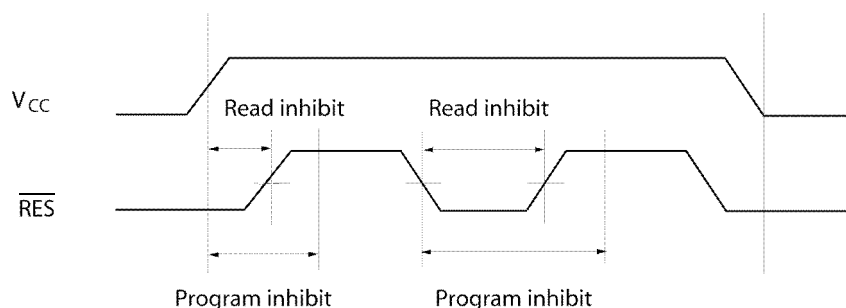 VCC
Read inhibit Read inhibit
RES
Program inhibit Program inhibit